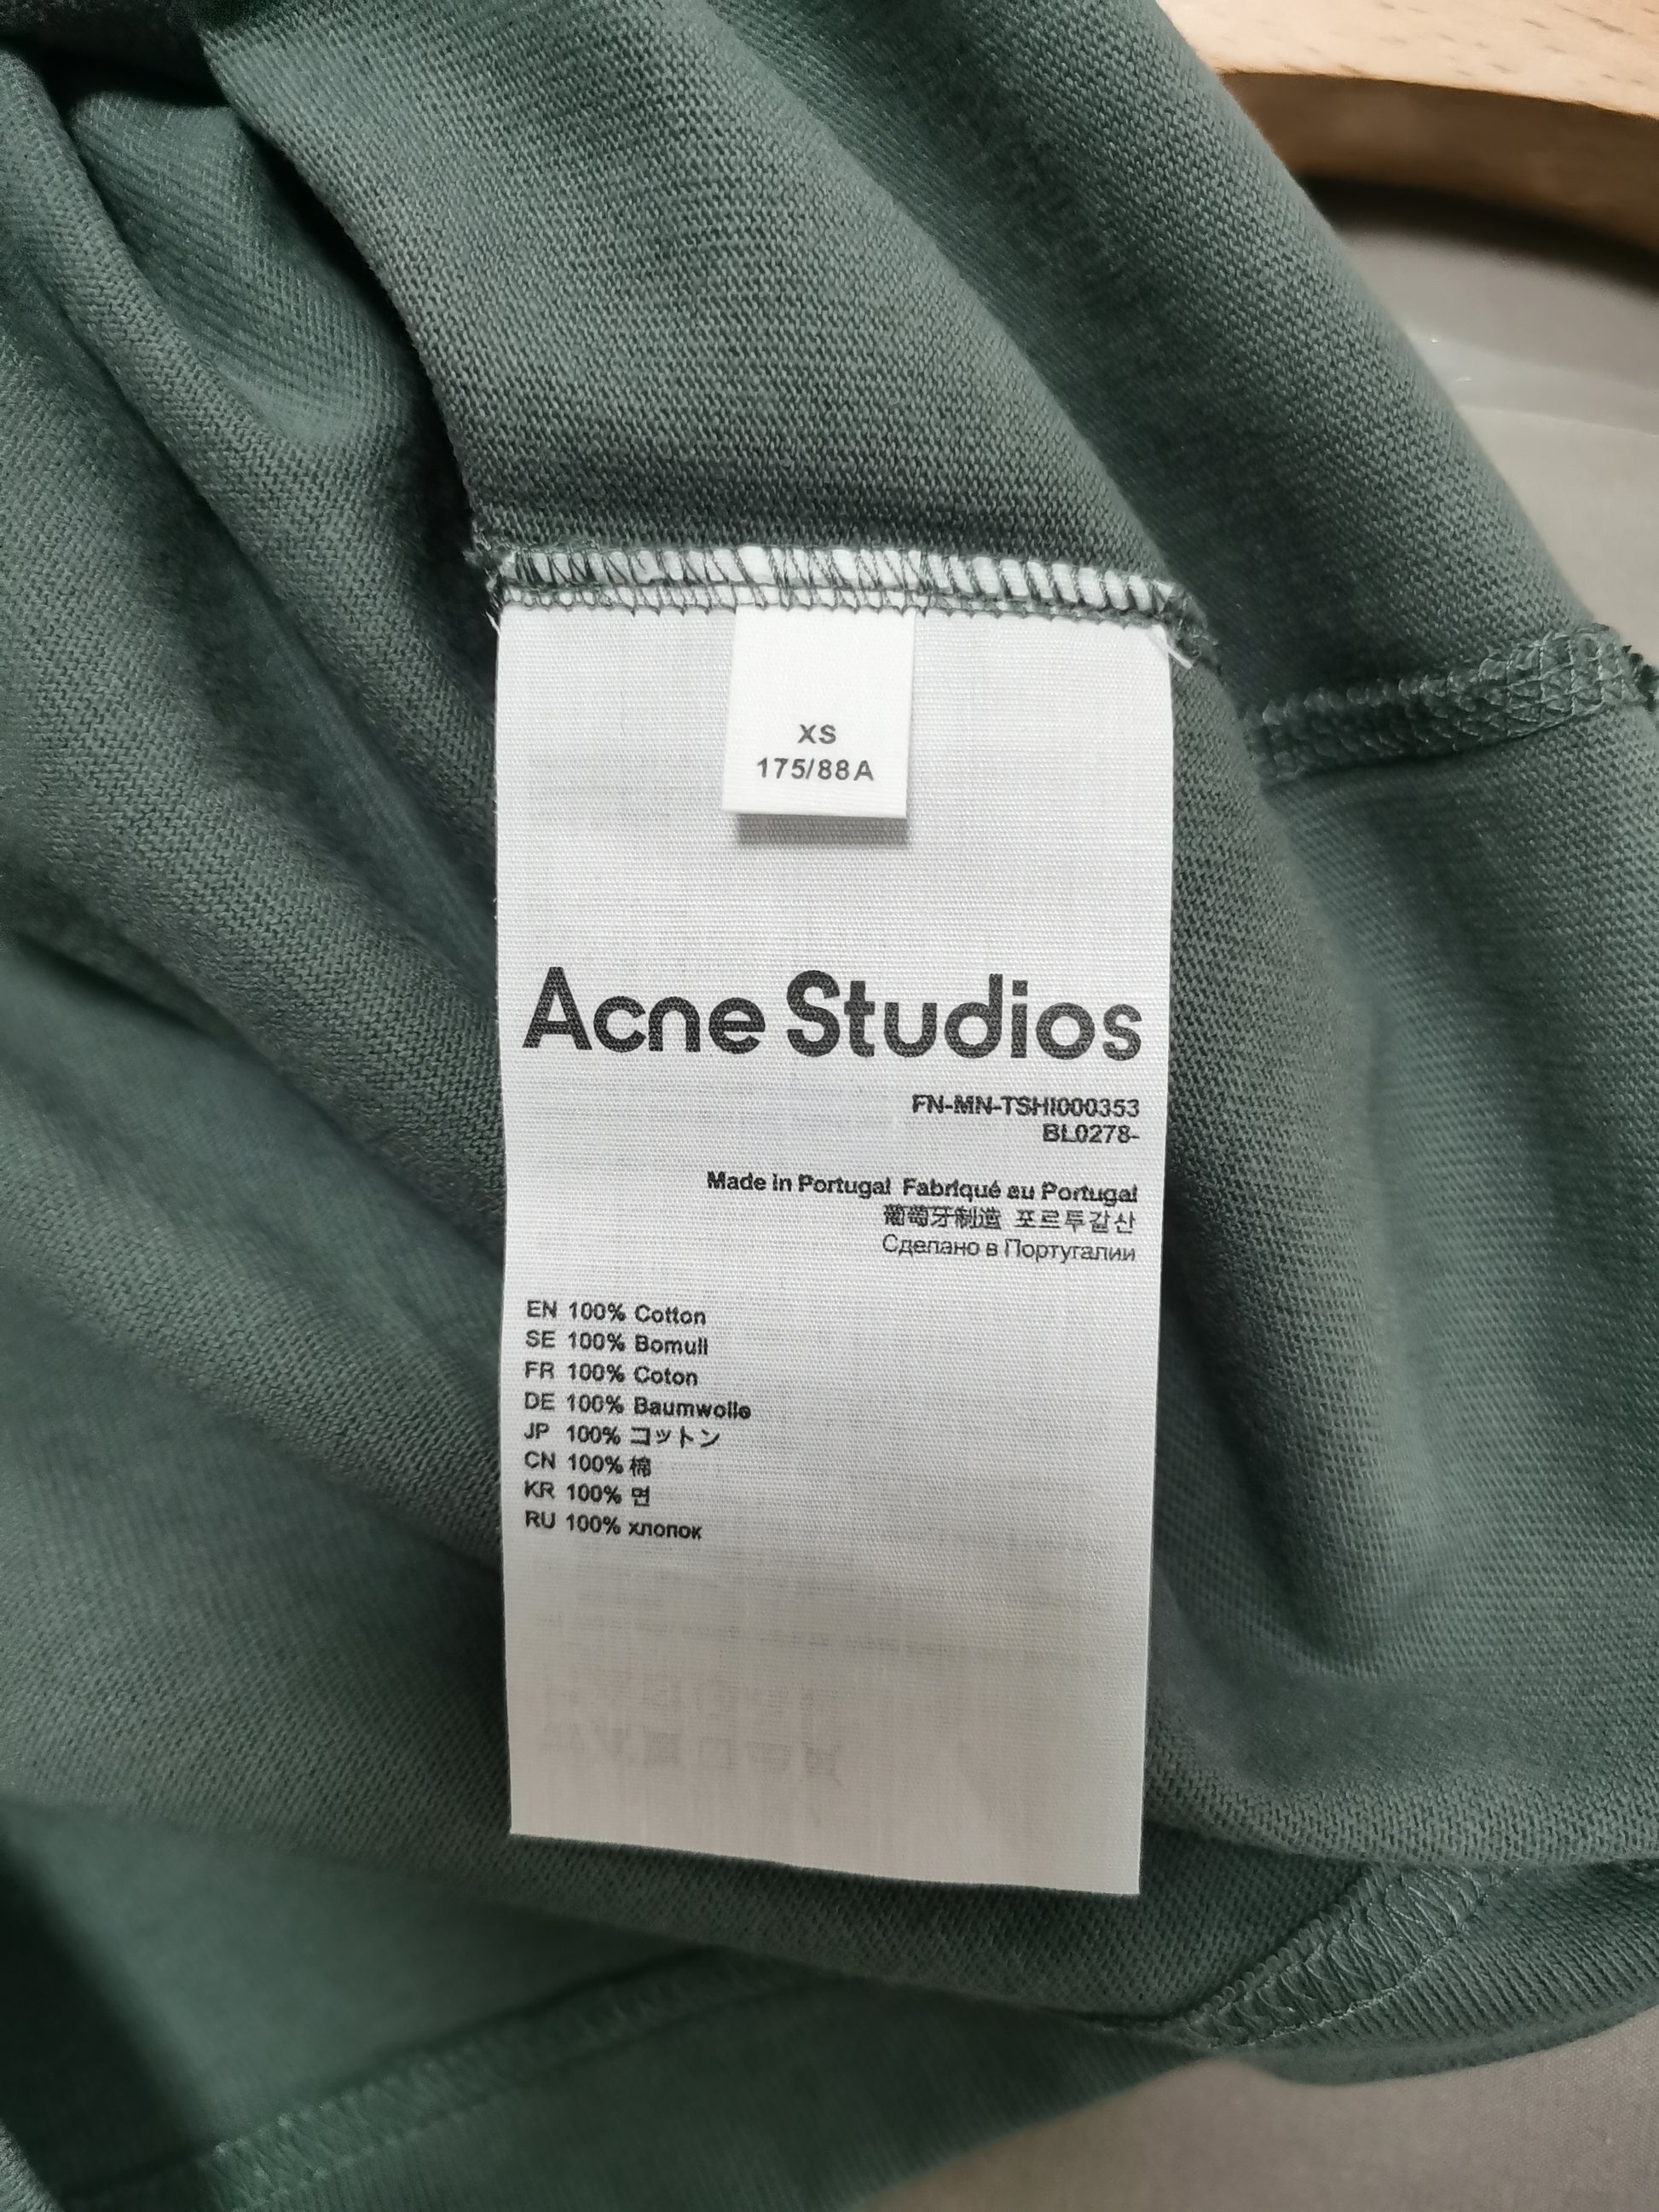 XS
175/88A
Acne Studios
FN-MN-TSHI000353
BL0278-
Made in Portugal Fabriqué au Portugal
葡萄牙制造 포르투갈산
Сделано в Португалии
EN 100% Cotton
SE 100% Bomull
FR 100% Coton
DE 100% Baumwolle
JP 100% コットン
CN 100% 棉
KR 100% 면
RU 100% хлопок